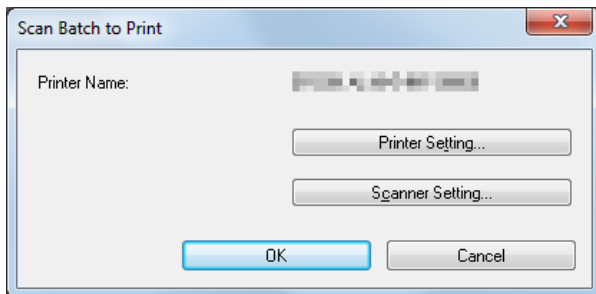 Scan Batch to Print
Printer Name:
Printer Setting...
Scanner Setting...
OK Cancel